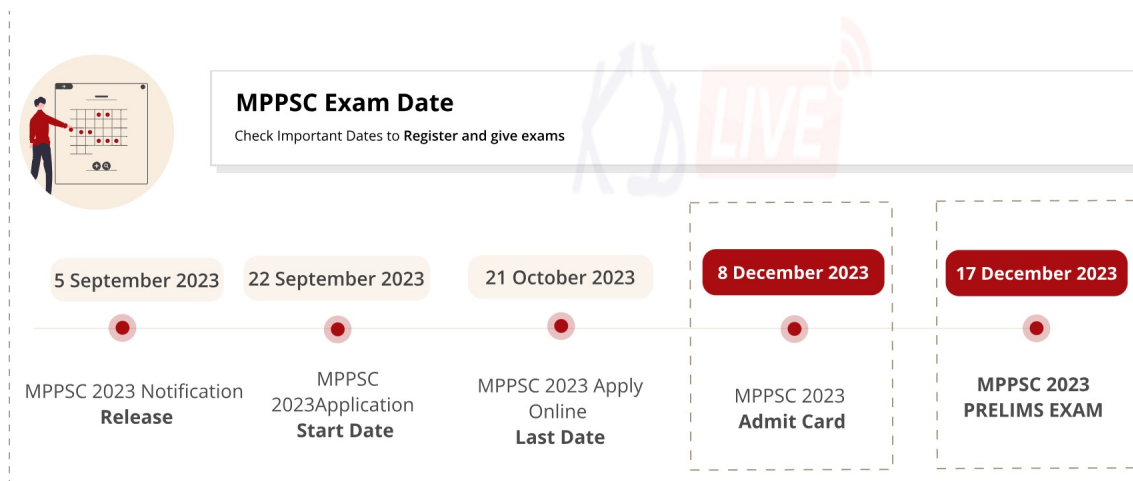 MPPSC Exam Date
Check Important Dates to Register and give exams
LIVE
5 September 2023
22 September 2023
21 October 2023
8 December 2023
17 December 2023
MPPSC 2023 Notification
Release
MPPSC
2023Application
Start Date
MPPSC 2023 Apply
Online
Last Date
MPPSC 2023
Admit Card
MPPSC 2023
PRELIMS EXAM